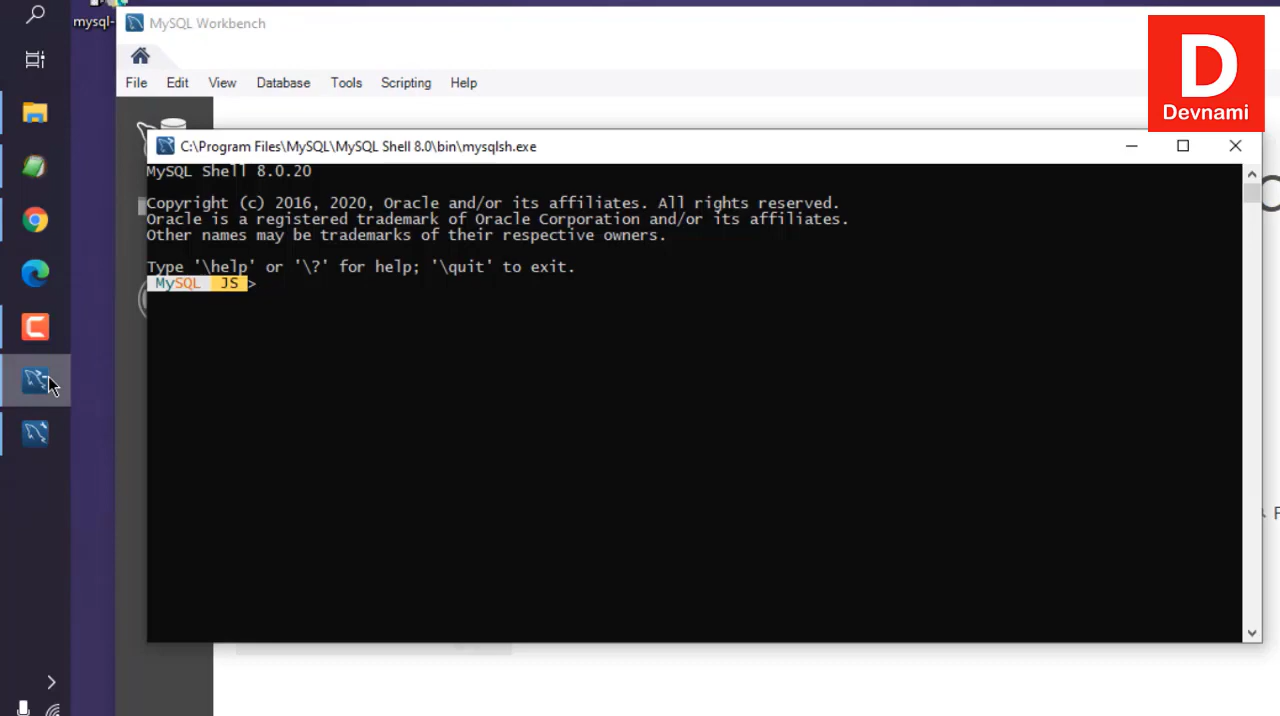 mysql-
MySQL Workbench
File Edit View Database Tools Scripting Help
D
Devnami
C:\Program Files\MySQL\MySQL Shell 8.0\bin\mysqlsh.exe
MySQL Shell 8.0.20
Copyright (c) 2016, 2020, Oracle and/or its affiliates. All rights reserved.
Oracle is a registered trademark of Oracle Corporation and/or its affiliates.
Other names may be trademarks of their respective owners.
Type '\help' or '\?' for help; '\quit' to exit.
MySQL JS >